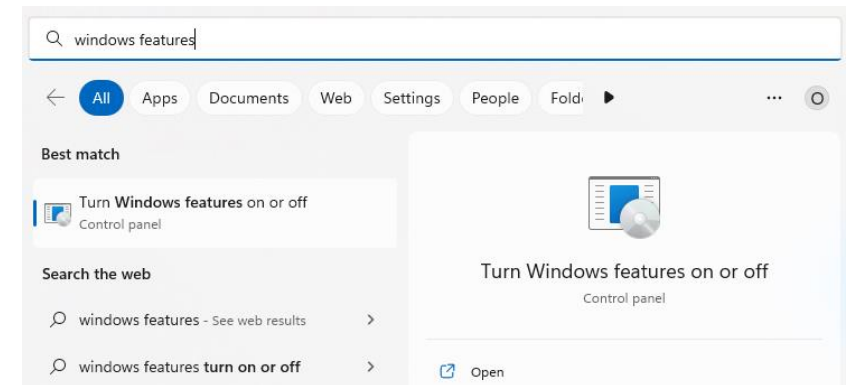 windows features
All Apps Documents Web Settings People Fold ... O
Best match
Turn Windows features on or off
Control panel
Search the web
windows features - See web results
windows features turn on or off
Turn Windows features on or off
Control panel
Open